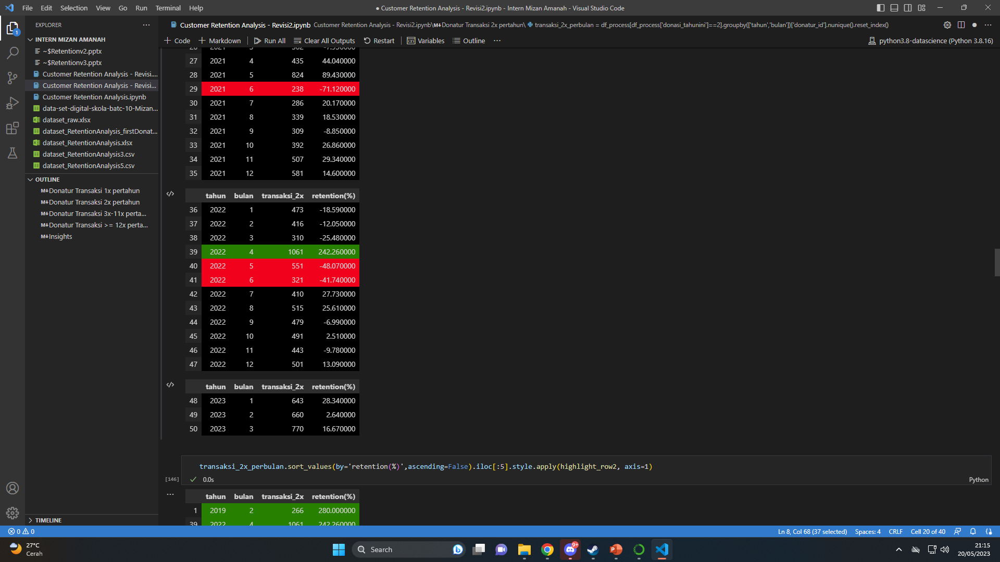 File Edit Selection View Go Run Terminal Help
● Customer Retention Analysis - Revisi2.ipynb - Intern Mizan Amanah - Visual Studio Code
EXPLORER
Customer Retention Analysis - Revisi2.ipynb Customer Retention Analysis - Revisi2.ipynb\M↓Donatur Transaksi 2x pertahun\ transaksi_2x_perbulan = df_process[df_process['donasi_tahunini']==2].groupby(['tahun','bulan'])['donatur_id'].nunique().reset_index()
+ Code + Markdown Run All Clear All Outputs Restart Variables Outline ...
python3.8-datascience (Python 3.8.16)
1
INTERN MIZAN AMANAH
~$Retentionv2.pptx
~$Retentionv3.pptx
Customer Retention Analysis - Revisi....
Customer Retention Analysis - Revisi...
Customer Retention Analysis.ipynb
data-set-digital-skola-batc-10-Mizan...
dataset_raw.xlsx
dataset_RetentionAnalysis_firstDonat...
dataset_RetentionAnalysis.xlsx
dataset_RetentionAnalysis3.csv
dataset_RetentionAnalysis5.csv
OUTLINE
M↓Donatur Transaksi 1x pertahun
M↓Donatur Transaksi 2x pertahun
M↓Donatur Transaksi 3x-11x perta...
M↓Donatur Transaksi >= 12x perta...
M↓Insights
TIMELINE
27 2021 4 435 44.040000
28 2021 5 824 89.430000
29 2021 6 238 -71.120000
30 2021 7 286 20.170000
31 2021 8 339 18.530000
32 2021 9 309 -8.850000
33 2021 10 392 26.860000
34 2021 11 507 29.340000
35 2021 12 581 14.600000
tahun bulan transaksi_2x retention(%)
36 2022 1 473 -18.590000
37 2022 2 416 -12.050000
38 2022 3 310 -25.480000
39 2022 4 1061 242.260000
40 2022 5 551 -48.070000
41 2022 6 321 -41.740000
42 2022 7 410 27.730000
43 2022 8 515 25.610000
44 2022 9 479 -6.990000
45 2022 10 491 2.510000
46 2022 11 443 -9.780000
47 2022 12 501 13.090000
tahun bulan transaksi_2x retention(%)
48 2023 1 643 28.340000
49 2023 2 660 2.640000
50 2023 3 770 16.670000
transaksi_2x_perbulan.sort_values(by='retention(%)',ascending=False).iloc[:5].style.apply(highlight_row2, axis=1)
[146] ✓ 0.0s
Python
tahun bulan transaksi_2x retention(%)
1 2019 2 266 280.000000
39 2022 4 1061 242.260000
0 0
Ln 8, Col 68 (37 selected) Spaces: 4 CRLF Cell 20 of 40
27°C
Cerah
Search
9+
21:15
20/05/2023